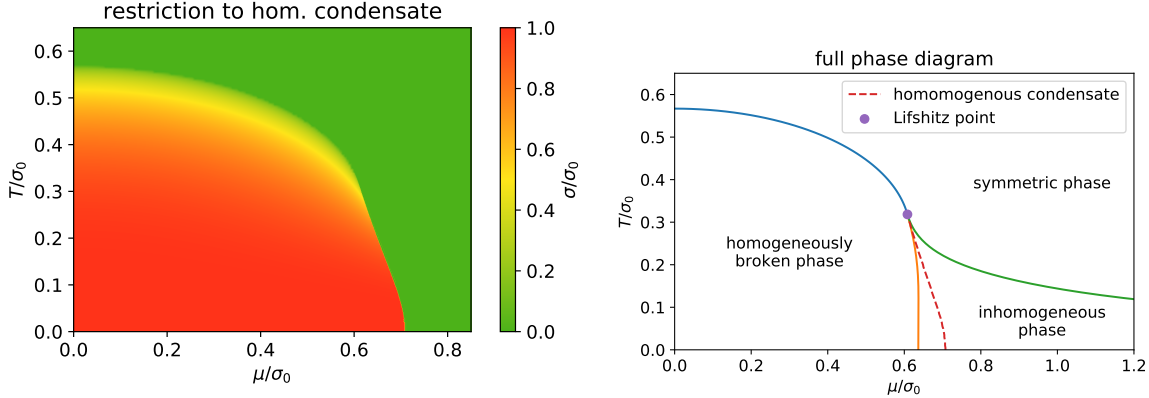 restriction to hom. condensate
0.6
0.5
0.4
0.3
0.2
0.1
0.0
T/σ₀
0.0 0.2 0.4 0.6 0.8
μ/σ₀
1.0
0.8
0.6
0.4
0.2
0.0
σ/σ₀
full phase diagram
0.6
0.5
0.4
0.3
0.2
0.1
0.0
T/σ₀
homomogenous condensate
Lifshitz point
symmetric phase
homogeneously
broken phase
inhomogeneous
phase
0.0 0.2 0.4 0.6 0.8 1.0 1.2
μ/σ₀